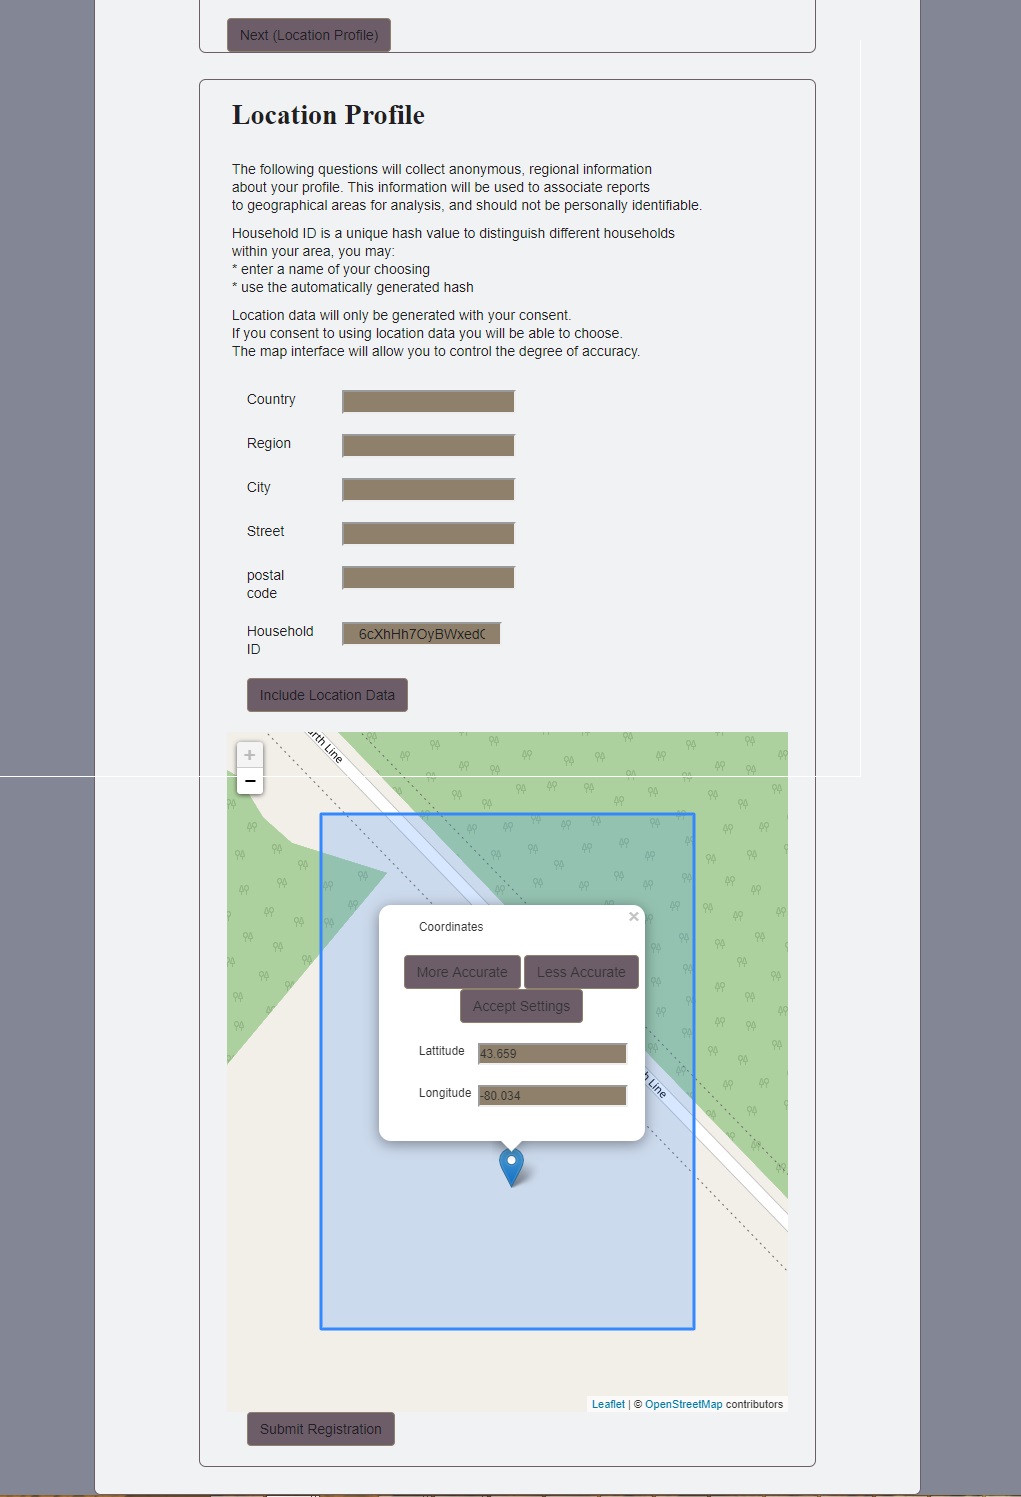 Next (Location Profile)
Location Profile
The following questions will collect anonymous, regional information
about your profile. This information will be used to associate reports
to geographical areas for analysis, and should not be personally identifiable.
Household ID is a unique hash value to distinguish different households
within your area, you may:
* enter a name of your choosing
* use the automatically generated hash
Location data will only be generated with your consent.
If you consent to using location data you will be able to choose.
The map interface will allow you to control the degree of accuracy.
Country
Region
City
Street
postal
code
Household
ID
6cXhHh7OyBWxed
Include Location Data
+
−
Line
×
Coordinates
More Accurate Less Accurate
Accept Settings
Lattitude 43.659
Longitude -80.034
Line
Leaflet | © OpenStreetMap contributors
Submit Registration